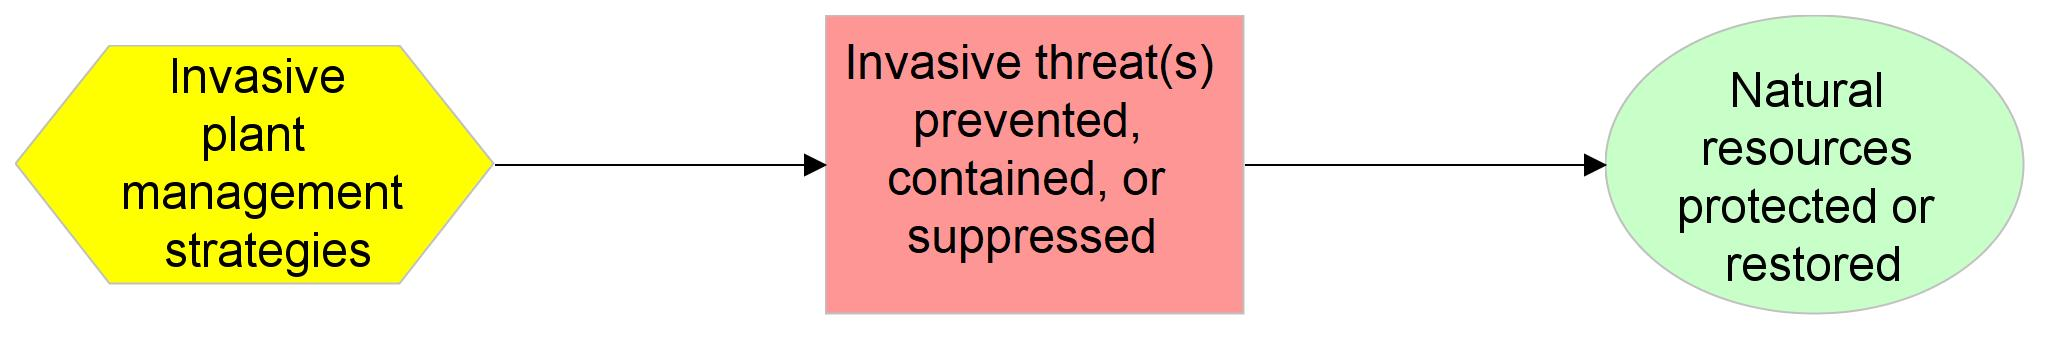 Invasive
plant
management
strategies
Invasive threat(s)
prevented,
contained, or
suppressed
Natural
resources
protected or
restored